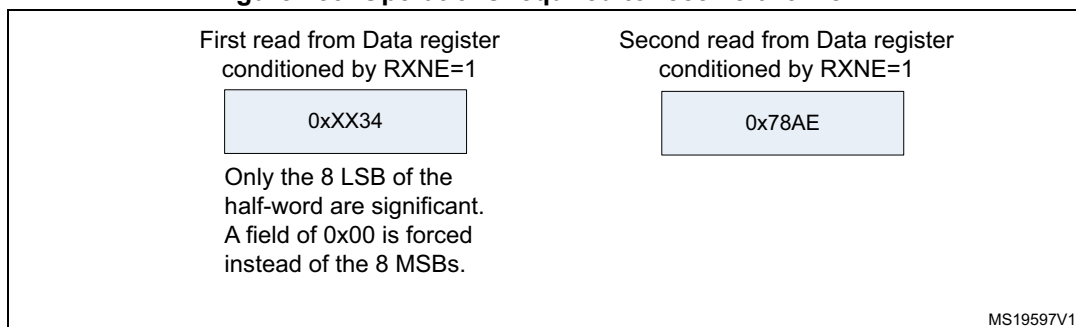 First read from Data register
conditioned by RXNE=1
0xXX34
Only the 8 LSB of the
half-word are significant.
A field of 0x00 is forced
instead of the 8 MSBs.
Second read from Data register
conditioned by RXNE=1
0x78AE
MS19597V1